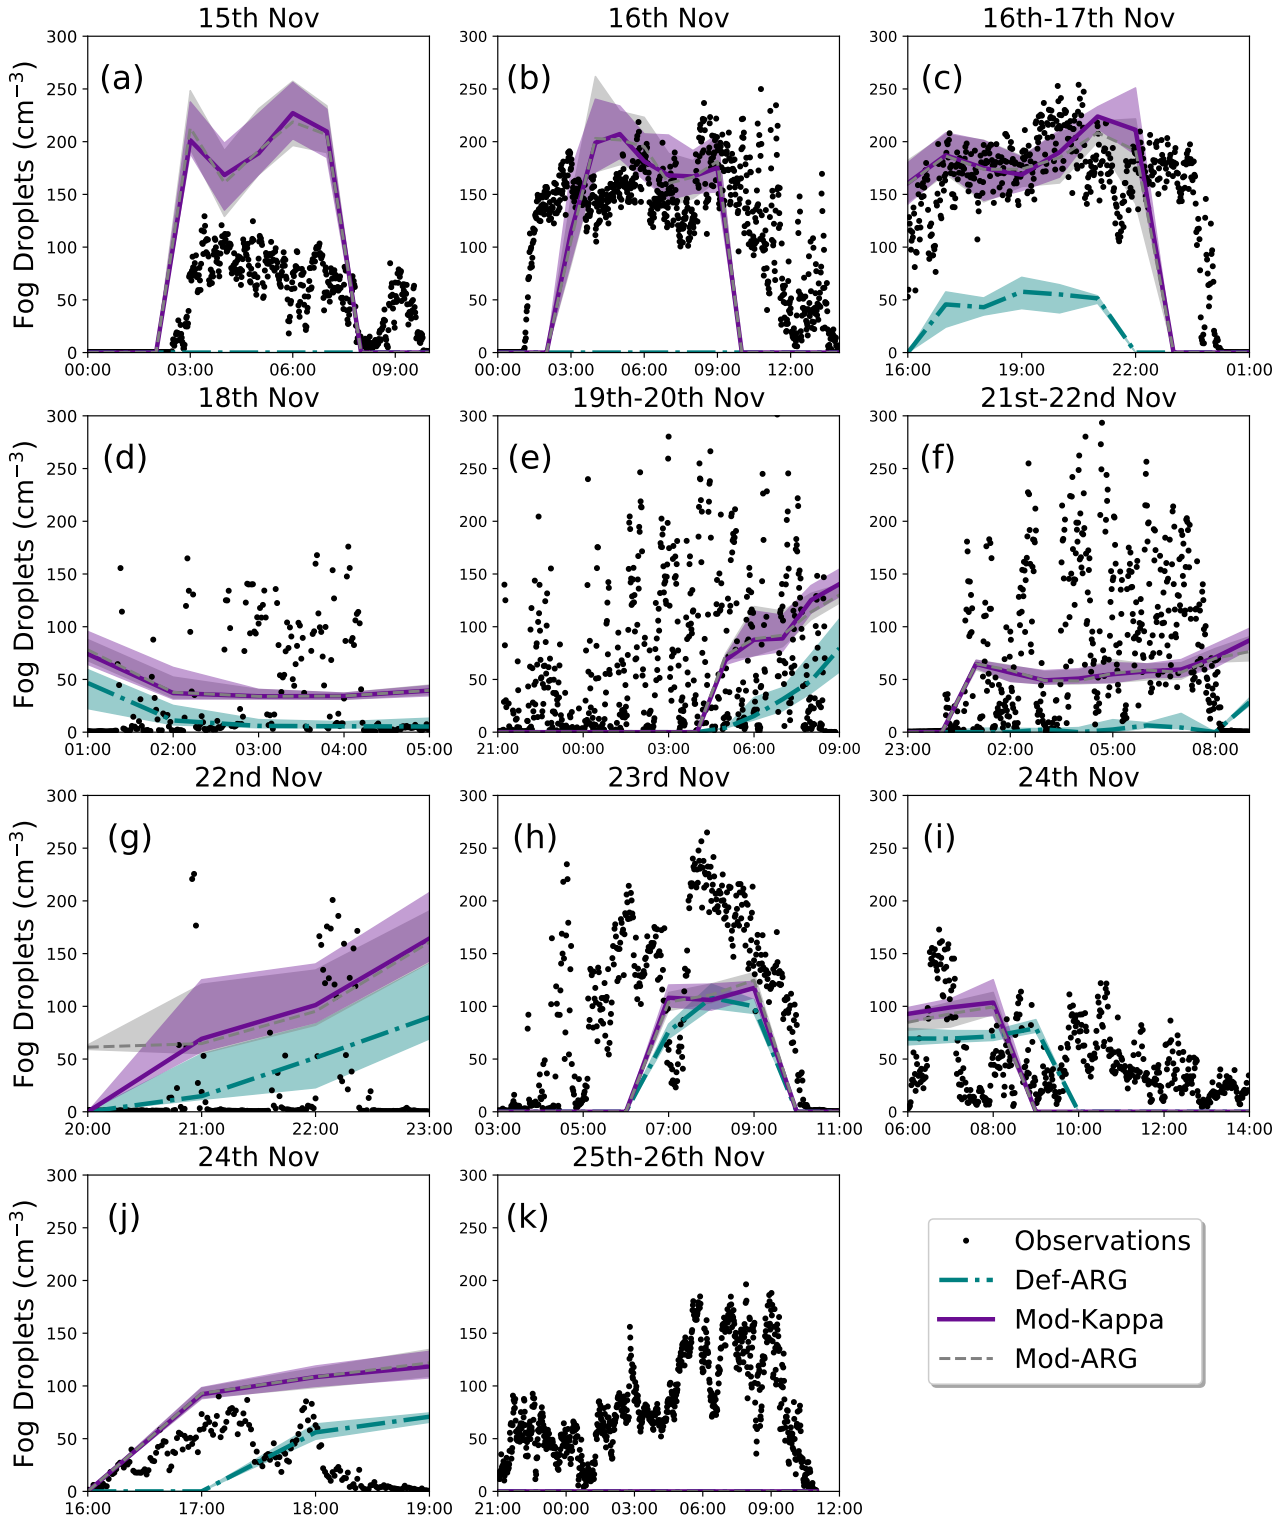 15th Nov
16th Nov
16th-17th Nov
Fog Droplets (cm⁻³)
300
250
200
150
100
50
0
(a)
00:00 03:00 06:00 09:00
300
250
200
150
100
50
0
(b)
00:00 03:00 06:00 09:00 12:00
300
250
200
150
100
50
0
(c)
16:00 19:00 22:00 01:00
18th Nov
19th-20th Nov
21st-22nd Nov
Fog Droplets (cm⁻³)
300
250
200
150
100
50
0
(d)
01:00 02:00 03:00 04:00 05:00
300
250
200
150
100
50
0
(e)
21:00 00:00 03:00 06:00 09:00
300
250
200
150
100
50
0
(f)
23:00 02:00 05:00 08:00
22nd Nov
23rd Nov
24th Nov
Fog Droplets (cm⁻³)
300
250
200
150
100
50
0
(g)
20:00 21:00 22:00 23:00
300
250
200
150
100
50
0
(h)
03:00 05:00 07:00 09:00 11:00
300
250
200
150
100
50
0
(i)
06:00 08:00 10:00 12:00 14:00
24th Nov
25th-26th Nov
Fog Droplets (cm⁻³)
300
250
200
150
100
50
0
(j)
16:00 17:00 18:00 19:00
300
250
200
150
100
50
0
(k)
21:00 00:00 03:00 06:00 09:00 12:00
Observations
Def-ARG
Mod-Kappa
Mod-ARG